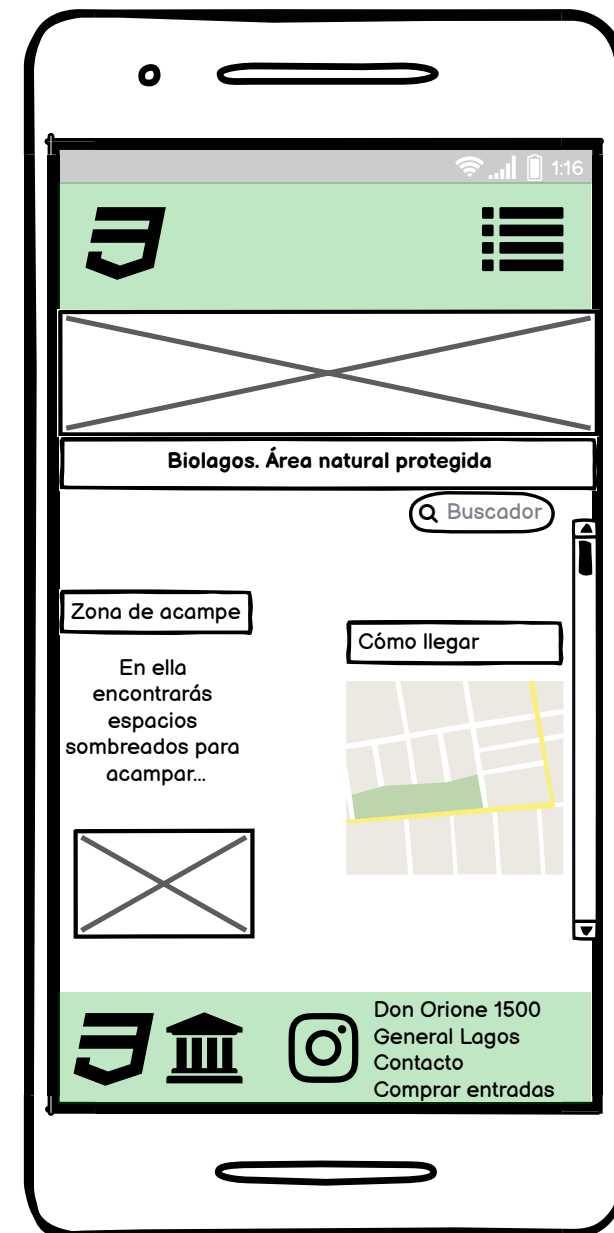 1:16
Biolagos. Área natural protegida
Buscador
Zona de acampe
En ella
encontrarás
espacios
sombreados para
acampar...
Cómo llegar
Don Orione 1500
General Lagos
Contacto
Comprar entradas